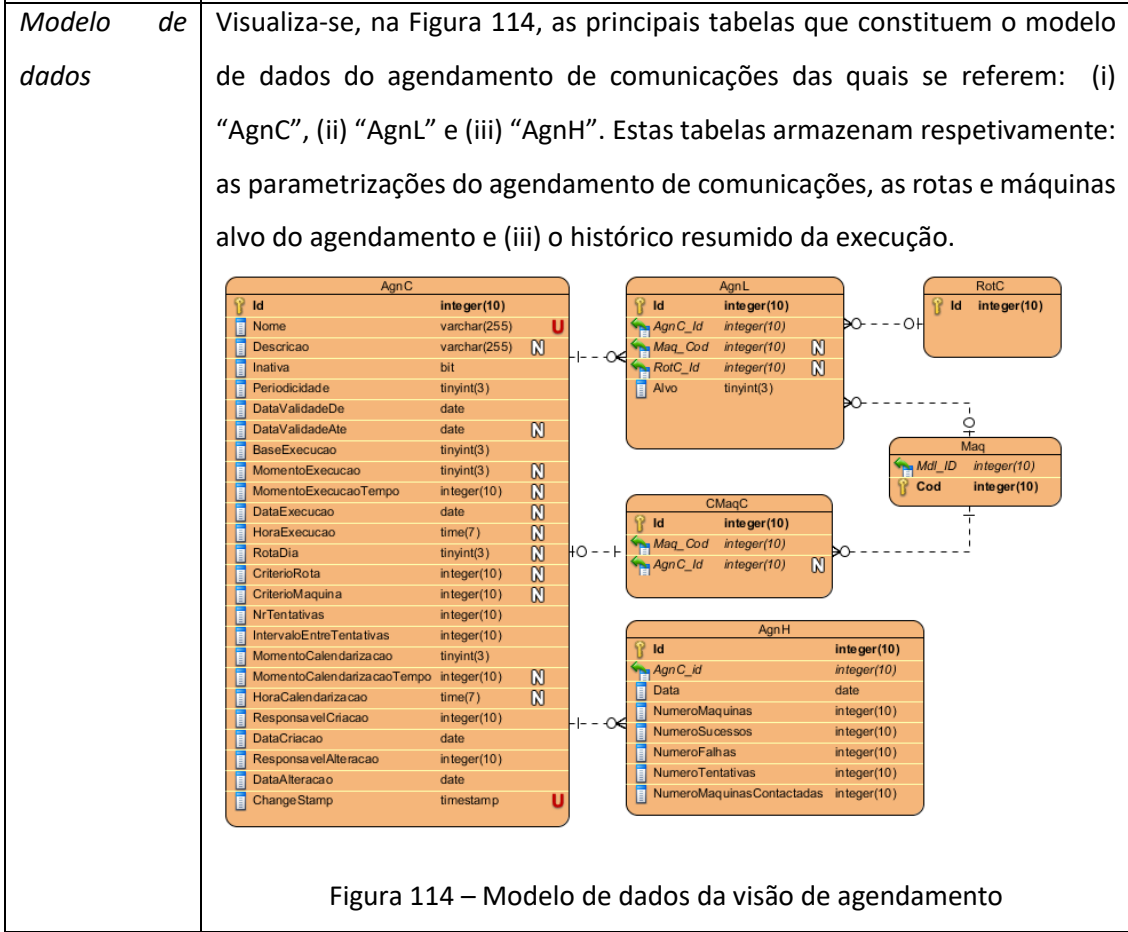 Modelo de
dados
Visualiza-se, na Figura 114, as principais tabelas que constituem o modelo
de dados do agendamento de comunicações das quais se referem: (i)
“AgnC”, (ii) “AgnL” e (iii) “AgnH”. Estas tabelas armazenam respetivamente:
as parametrizações do agendamento de comunicações, as rotas e máquinas
alvo do agendamento e (iii) o histórico resumido da execução.
AgnC
Id integer(10)
Nome varchar(255) U
Descricao varchar(255) N
Inativa bit
Periodicidade tinyint(3)
DataValidadeDe date
DataValidadeAte date N
BaseExecucao tinyint(3)
MomentoExecucao tinyint(3) N
MomentoExecucaoTempo integer(10) N
DataExecucao date N
HoraExecucao time(7) N
RotaDia tinyint(3) N
CriterioRota integer(10) N
CriterioMaquina integer(10) N
NrTentativas integer(10)
IntervaloEntreTentativas integer(10)
MomentoCalendarizacao tinyint(3)
MomentoCalendarizacaoTempo integer(10) N
HoraCalendarizacao time(7) N
ResponsavelCriacao integer(10)
DataCriacao date
ResponsavelAlteracao integer(10)
DataAlteracao date
ChangeStamp timestamp U
AgnL
Id integer(10)
AgnC_Id integer(10)
Maq_Cod integer(10) N
RotC_Id integer(10) N
Alvo tinyint(3)
RotC
Id integer(10)
Maq
Mdl_ID integer(10)
Cod integer(10)
CMaqC
Id integer(10)
Maq_Cod integer(10)
AgnC_Id integer(10) N
AgnH
Id integer(10)
AgnC_id integer(10)
Data date
NumeroMaquinas integer(10)
NumeroSucessos integer(10)
NumeroFalhas integer(10)
NumeroTentativas integer(10)
NumeroMaquinasContactadas integer(10)
Figura 114 – Modelo de dados da visão de agendamento